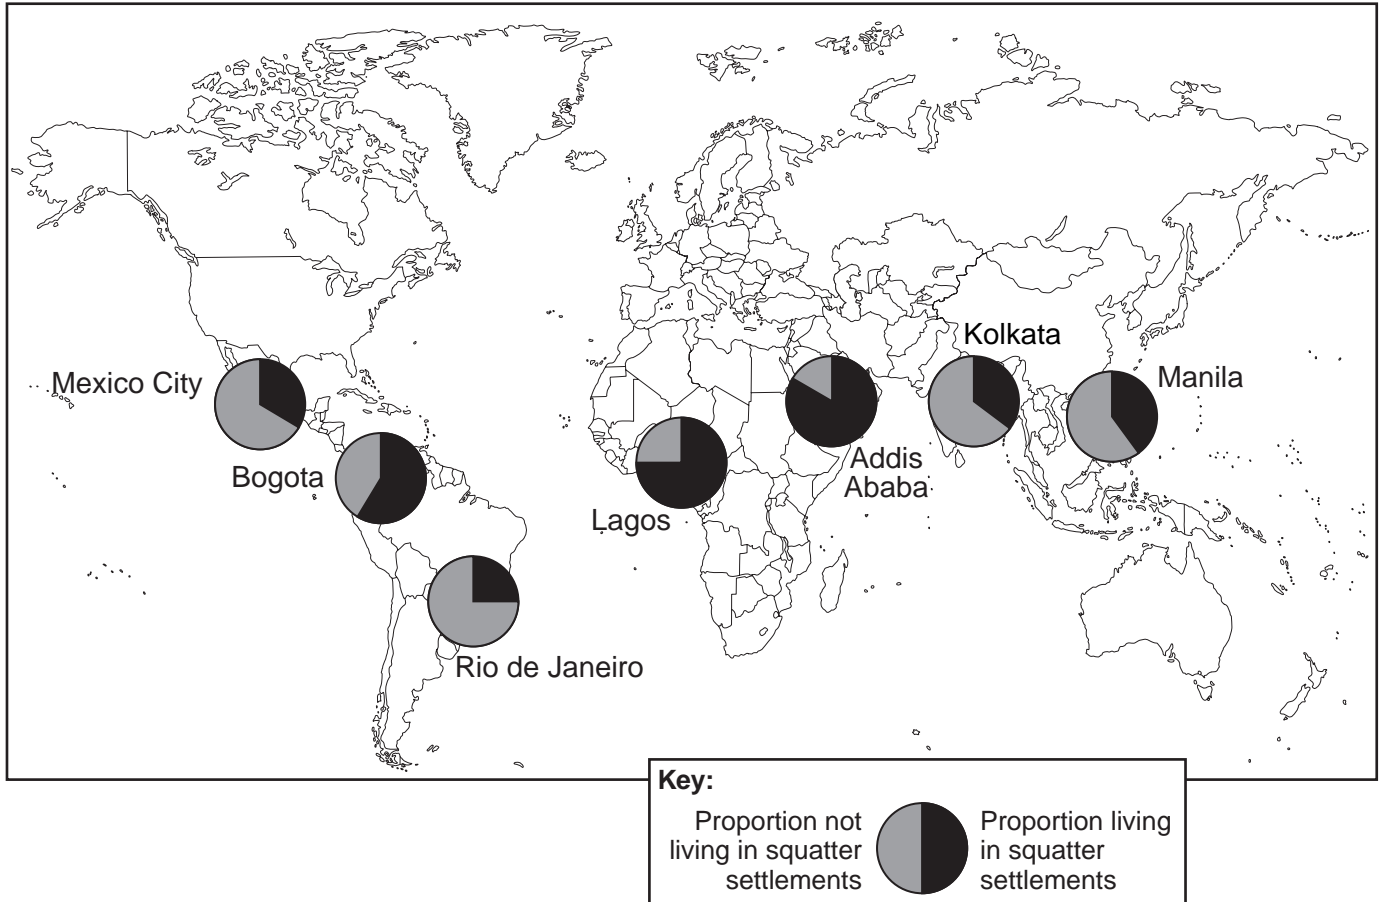 Kolkata
Mexico City
Manila
Bogota
Addis
Ababa
Lagos
Rio de Janeiro
Key:
Proportion not
living in squatter
settlements
Proportion living
in squatter
settlements